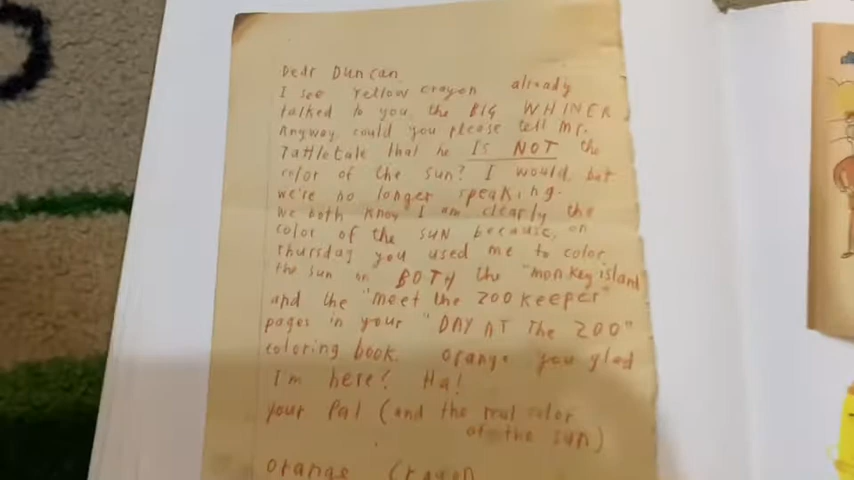 Dear Duncan
I see Yellow crayon already
talked to you, the BIG WHINER
Anyway, could you please tell Mr.
Tattletale that he IS NOT the
color of the sun? I would, but
we're no longer speaking.
We both know I am clearly the
color of the SUN because, on
Thursday you used me to color
the sun on BOTH the "monkey island
and the "meet the zoo keeper"
pages in your "DAY AT The ZOO"
coloring book. Orange you glad
I'm here? Ha!
your Pal (and the real color
of the sun)
orange crayon